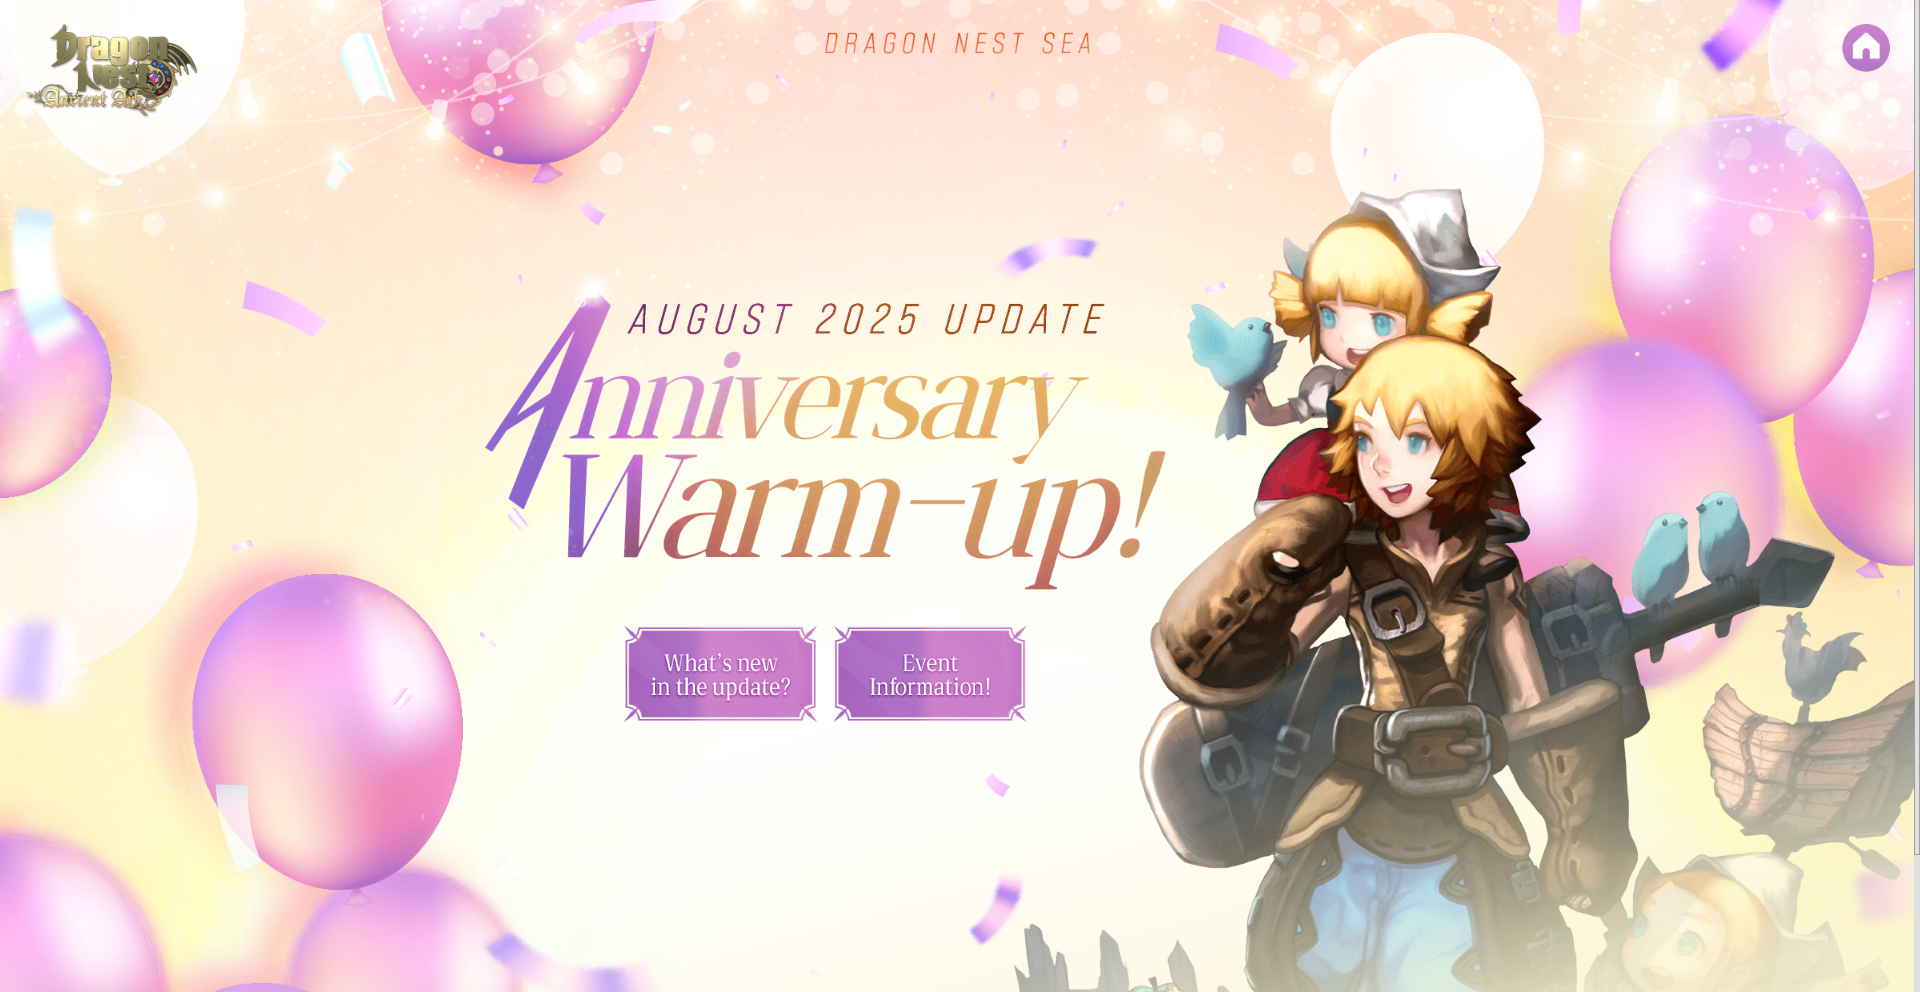 Dragon
Nest
Ancient Ark
DRAGON NEST SEA
AUGUST 2025 UPDATE
Anniversary
Warm-up!
What's new
in the update?
Event
Information!